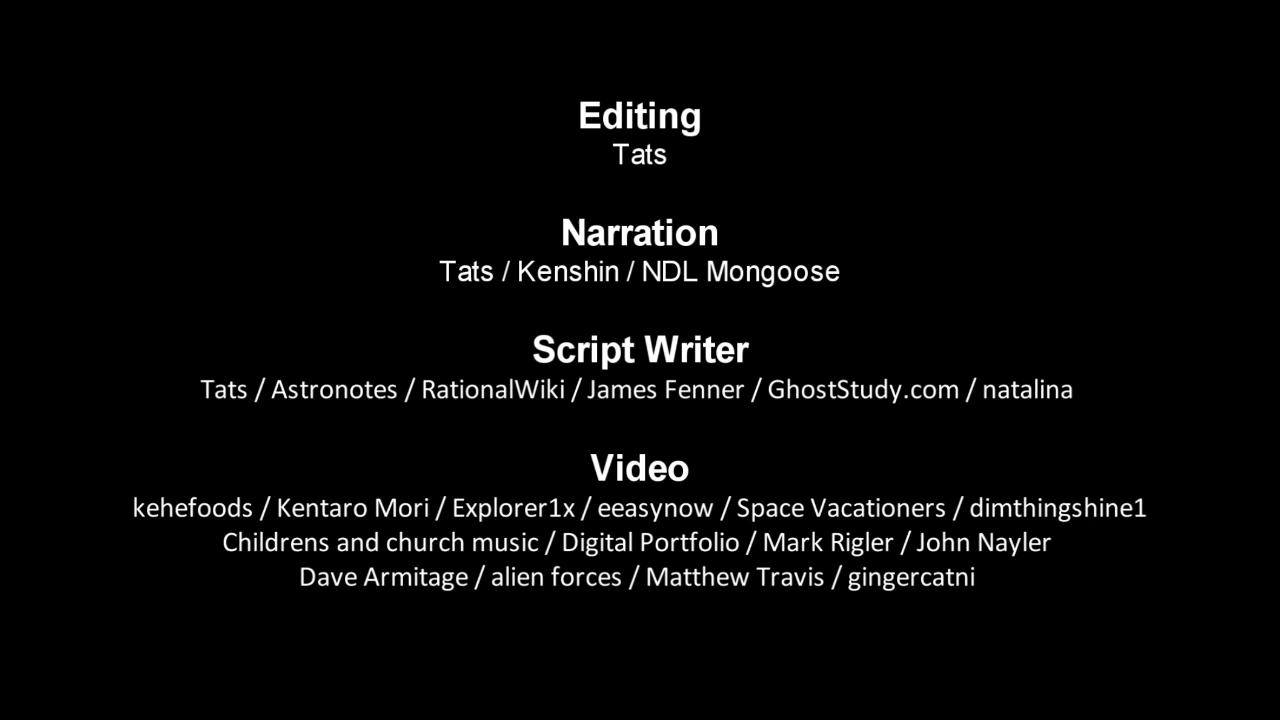 Editing
Tats
Narration
Tats / Kenshin / NDL Mongoose
Script Writer
Tats / Astronotes / RationalWiki / James Fenner / GhostStudy.com / natalina
Video
kehefoods / Kentaro Mori / Explorer1x / eeasynow / Space Vacationers / dimthingshine1
Childrens and church music / Digital Portfolio / Mark Rigler / John Nayler
Dave Armitage / alien forces / Matthew Travis / gingercatni